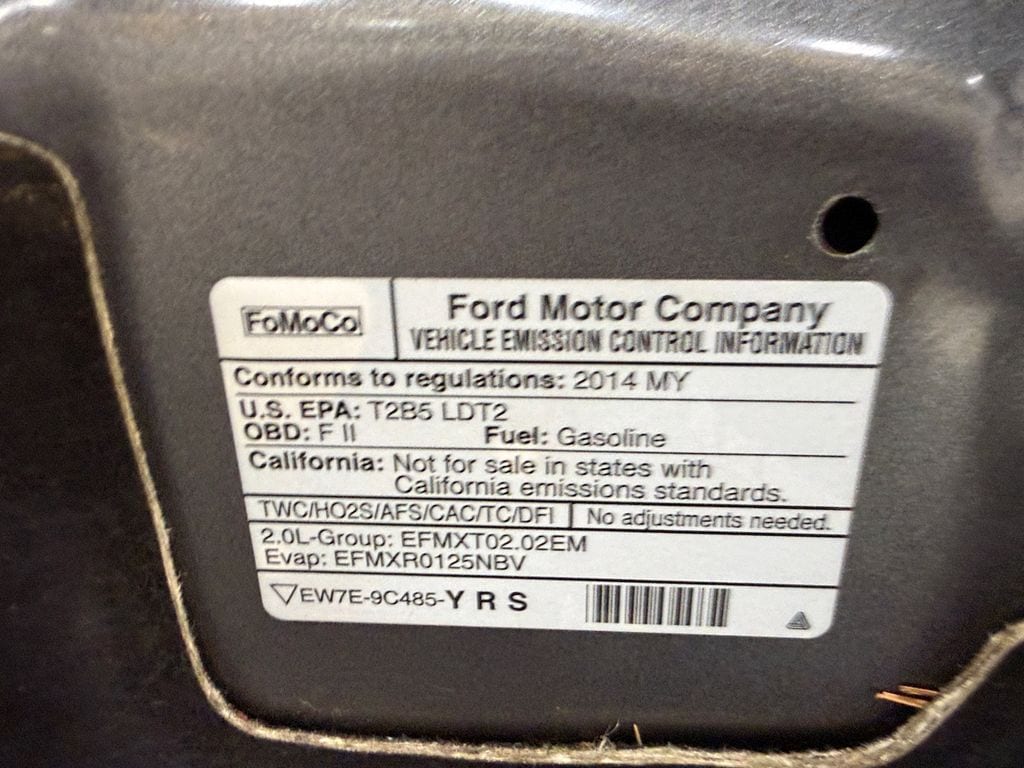 FoMoCo
Ford Motor Company
VEHICLE EMISSION CONTROL INFORMATION
Conforms to regulations: 2014 MY
U.S. EPA: T2B5 LDT2
OBD: F II Fuel: Gasoline
California: Not for sale in states with
California emissions standards.
TWC/HO2S/AFS/CAC/TC/DFI No adjustments needed.
2.0L-Group: EFMXT02.02EM
Evap: EFMXR0125NBV
EW7E-9C485-Y R S